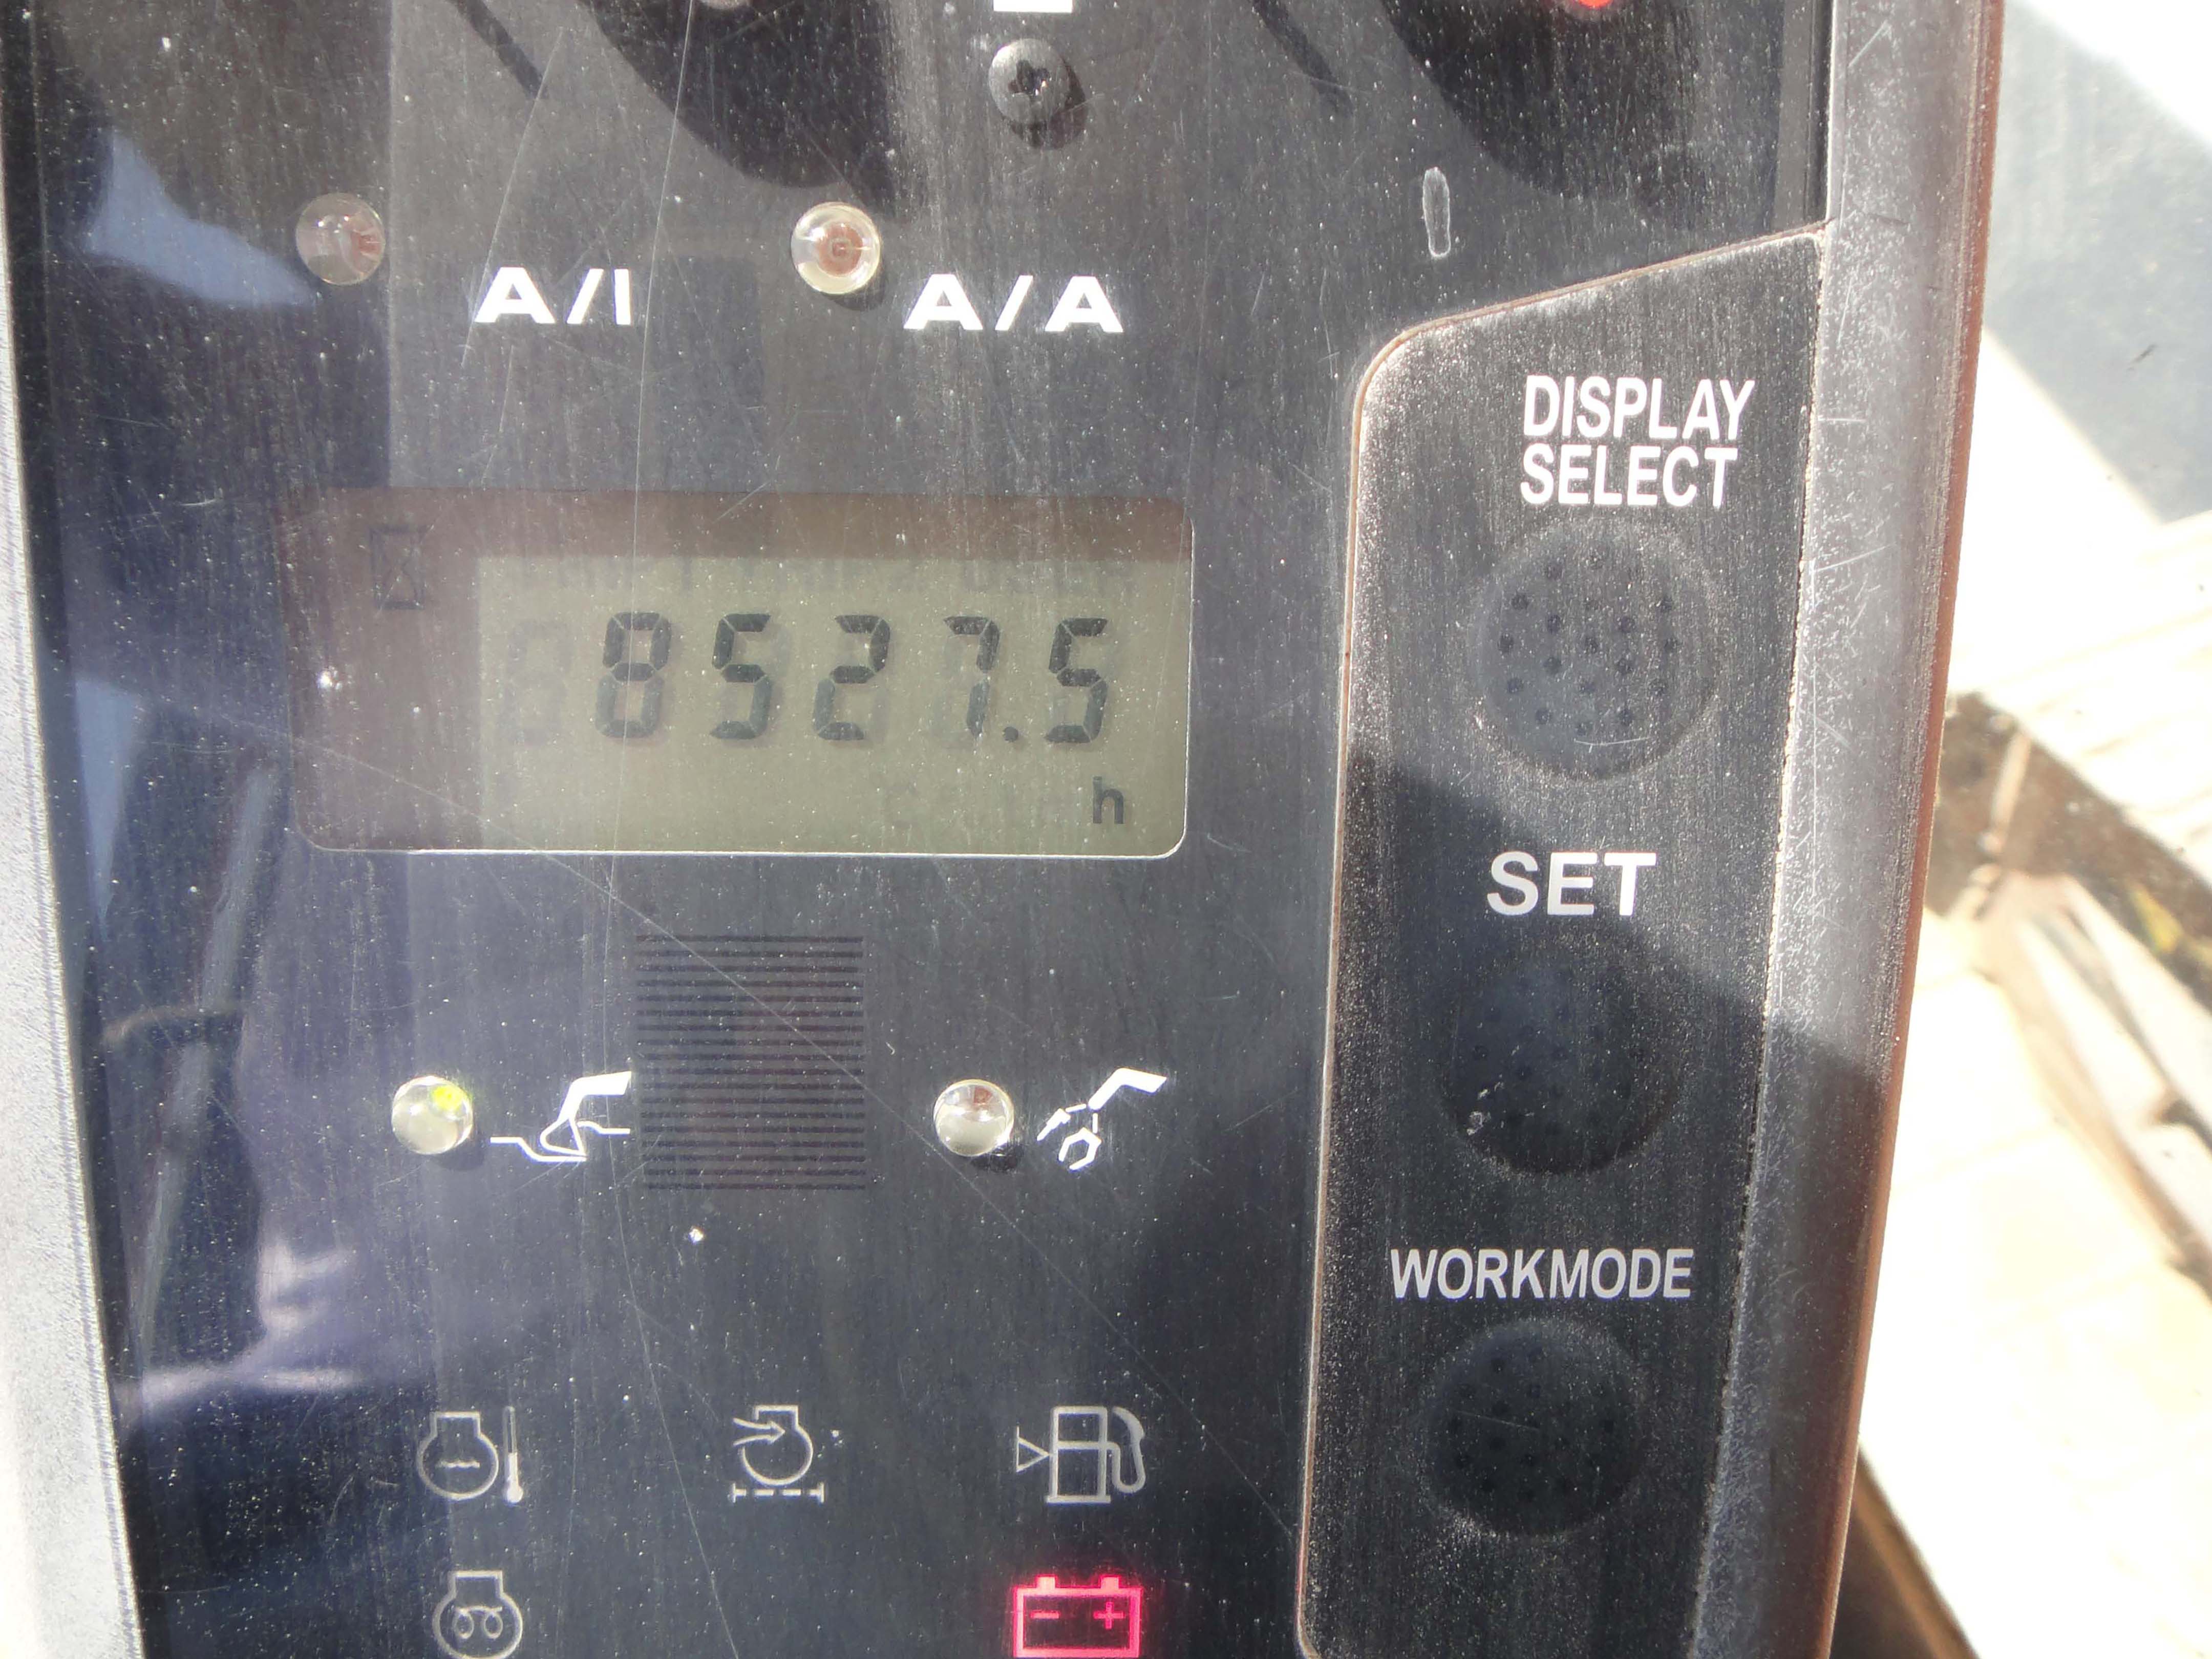 A/I
A/A
DISPLAY
SELECT
8527.5
h
SET
WORKMODE